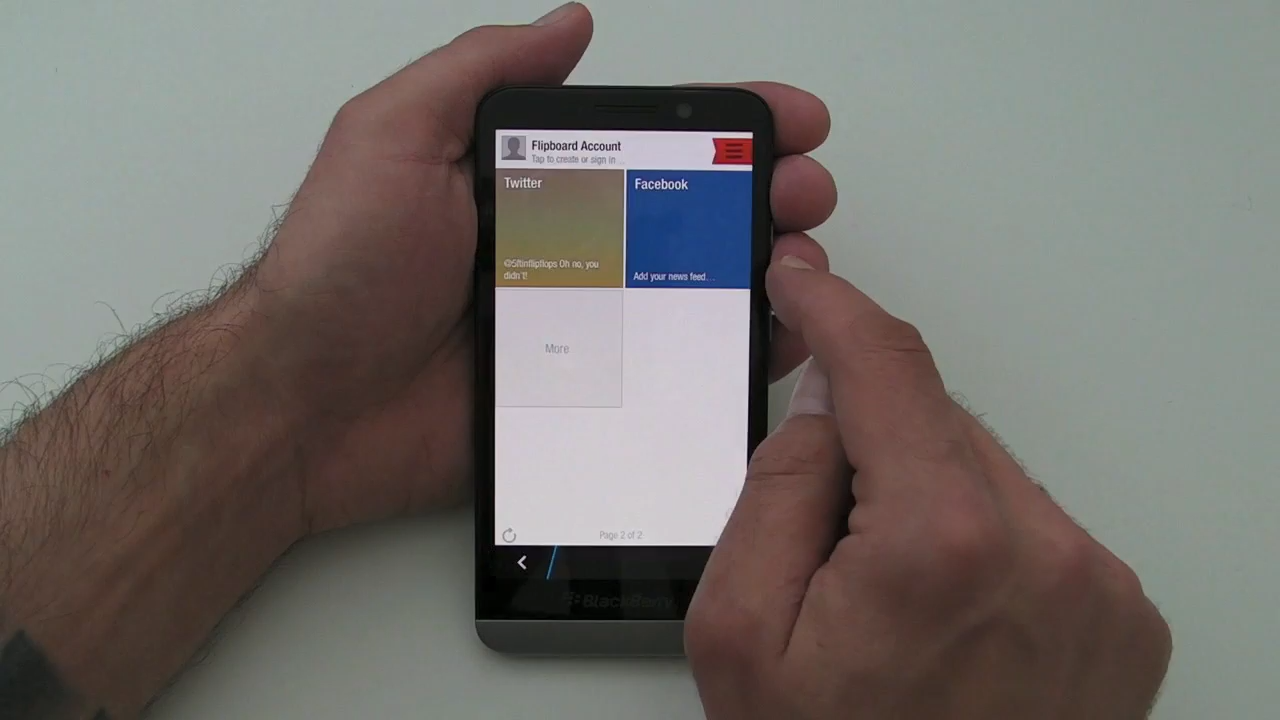 Flipboard Account
Tap to create or sign in...
Twitter
Facebook
@Sftinflipflops Oh no, you
didn't!
Add your news feed...
More
Page 2 of 2
BlackBerry